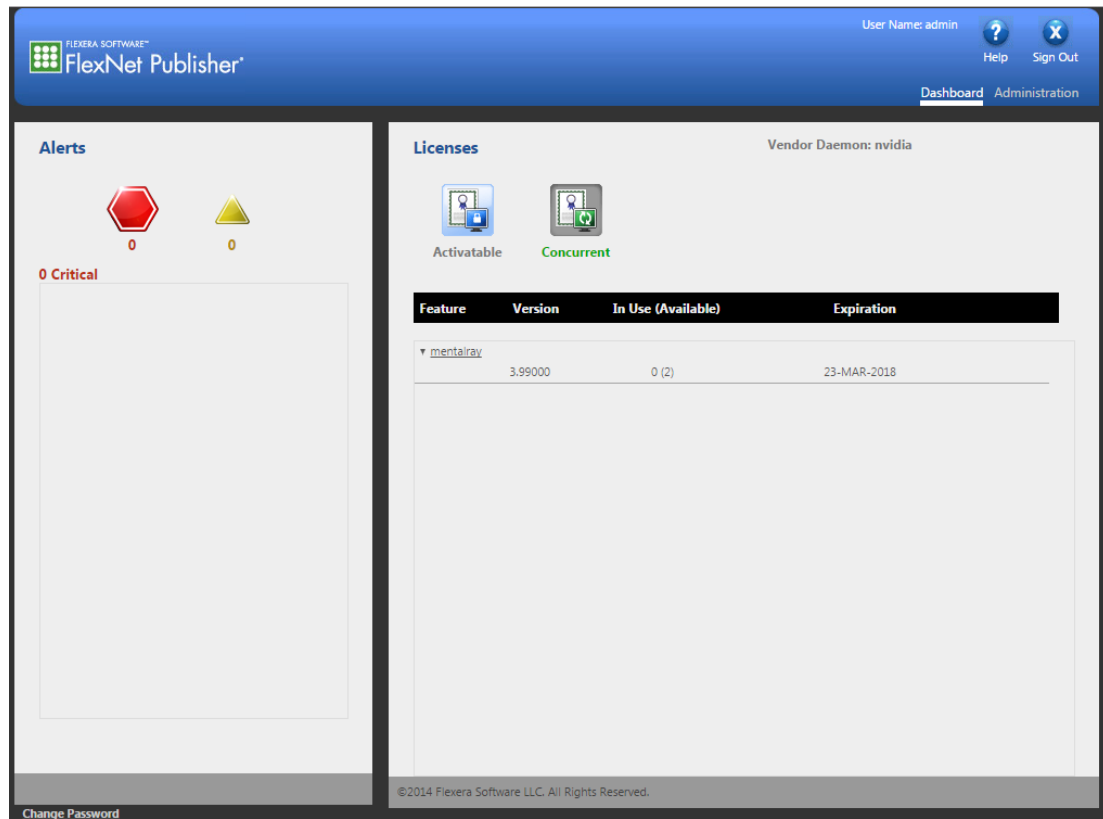 User Name: admin
FLEXERA SOFTWARE™
FlexNet Publisher®
?
X
Help
Sign Out
Dashboard
Administration
Alerts
0
0
0 Critical
Licenses
Vendor Daemon: nvidia
Activatable
Concurrent
Feature Version In Use (Available) Expiration
▼ mentalray
3.99000 0 (2) 23-MAR-2018
©2014 Flexera Software LLC. All Rights Reserved.
Change Password